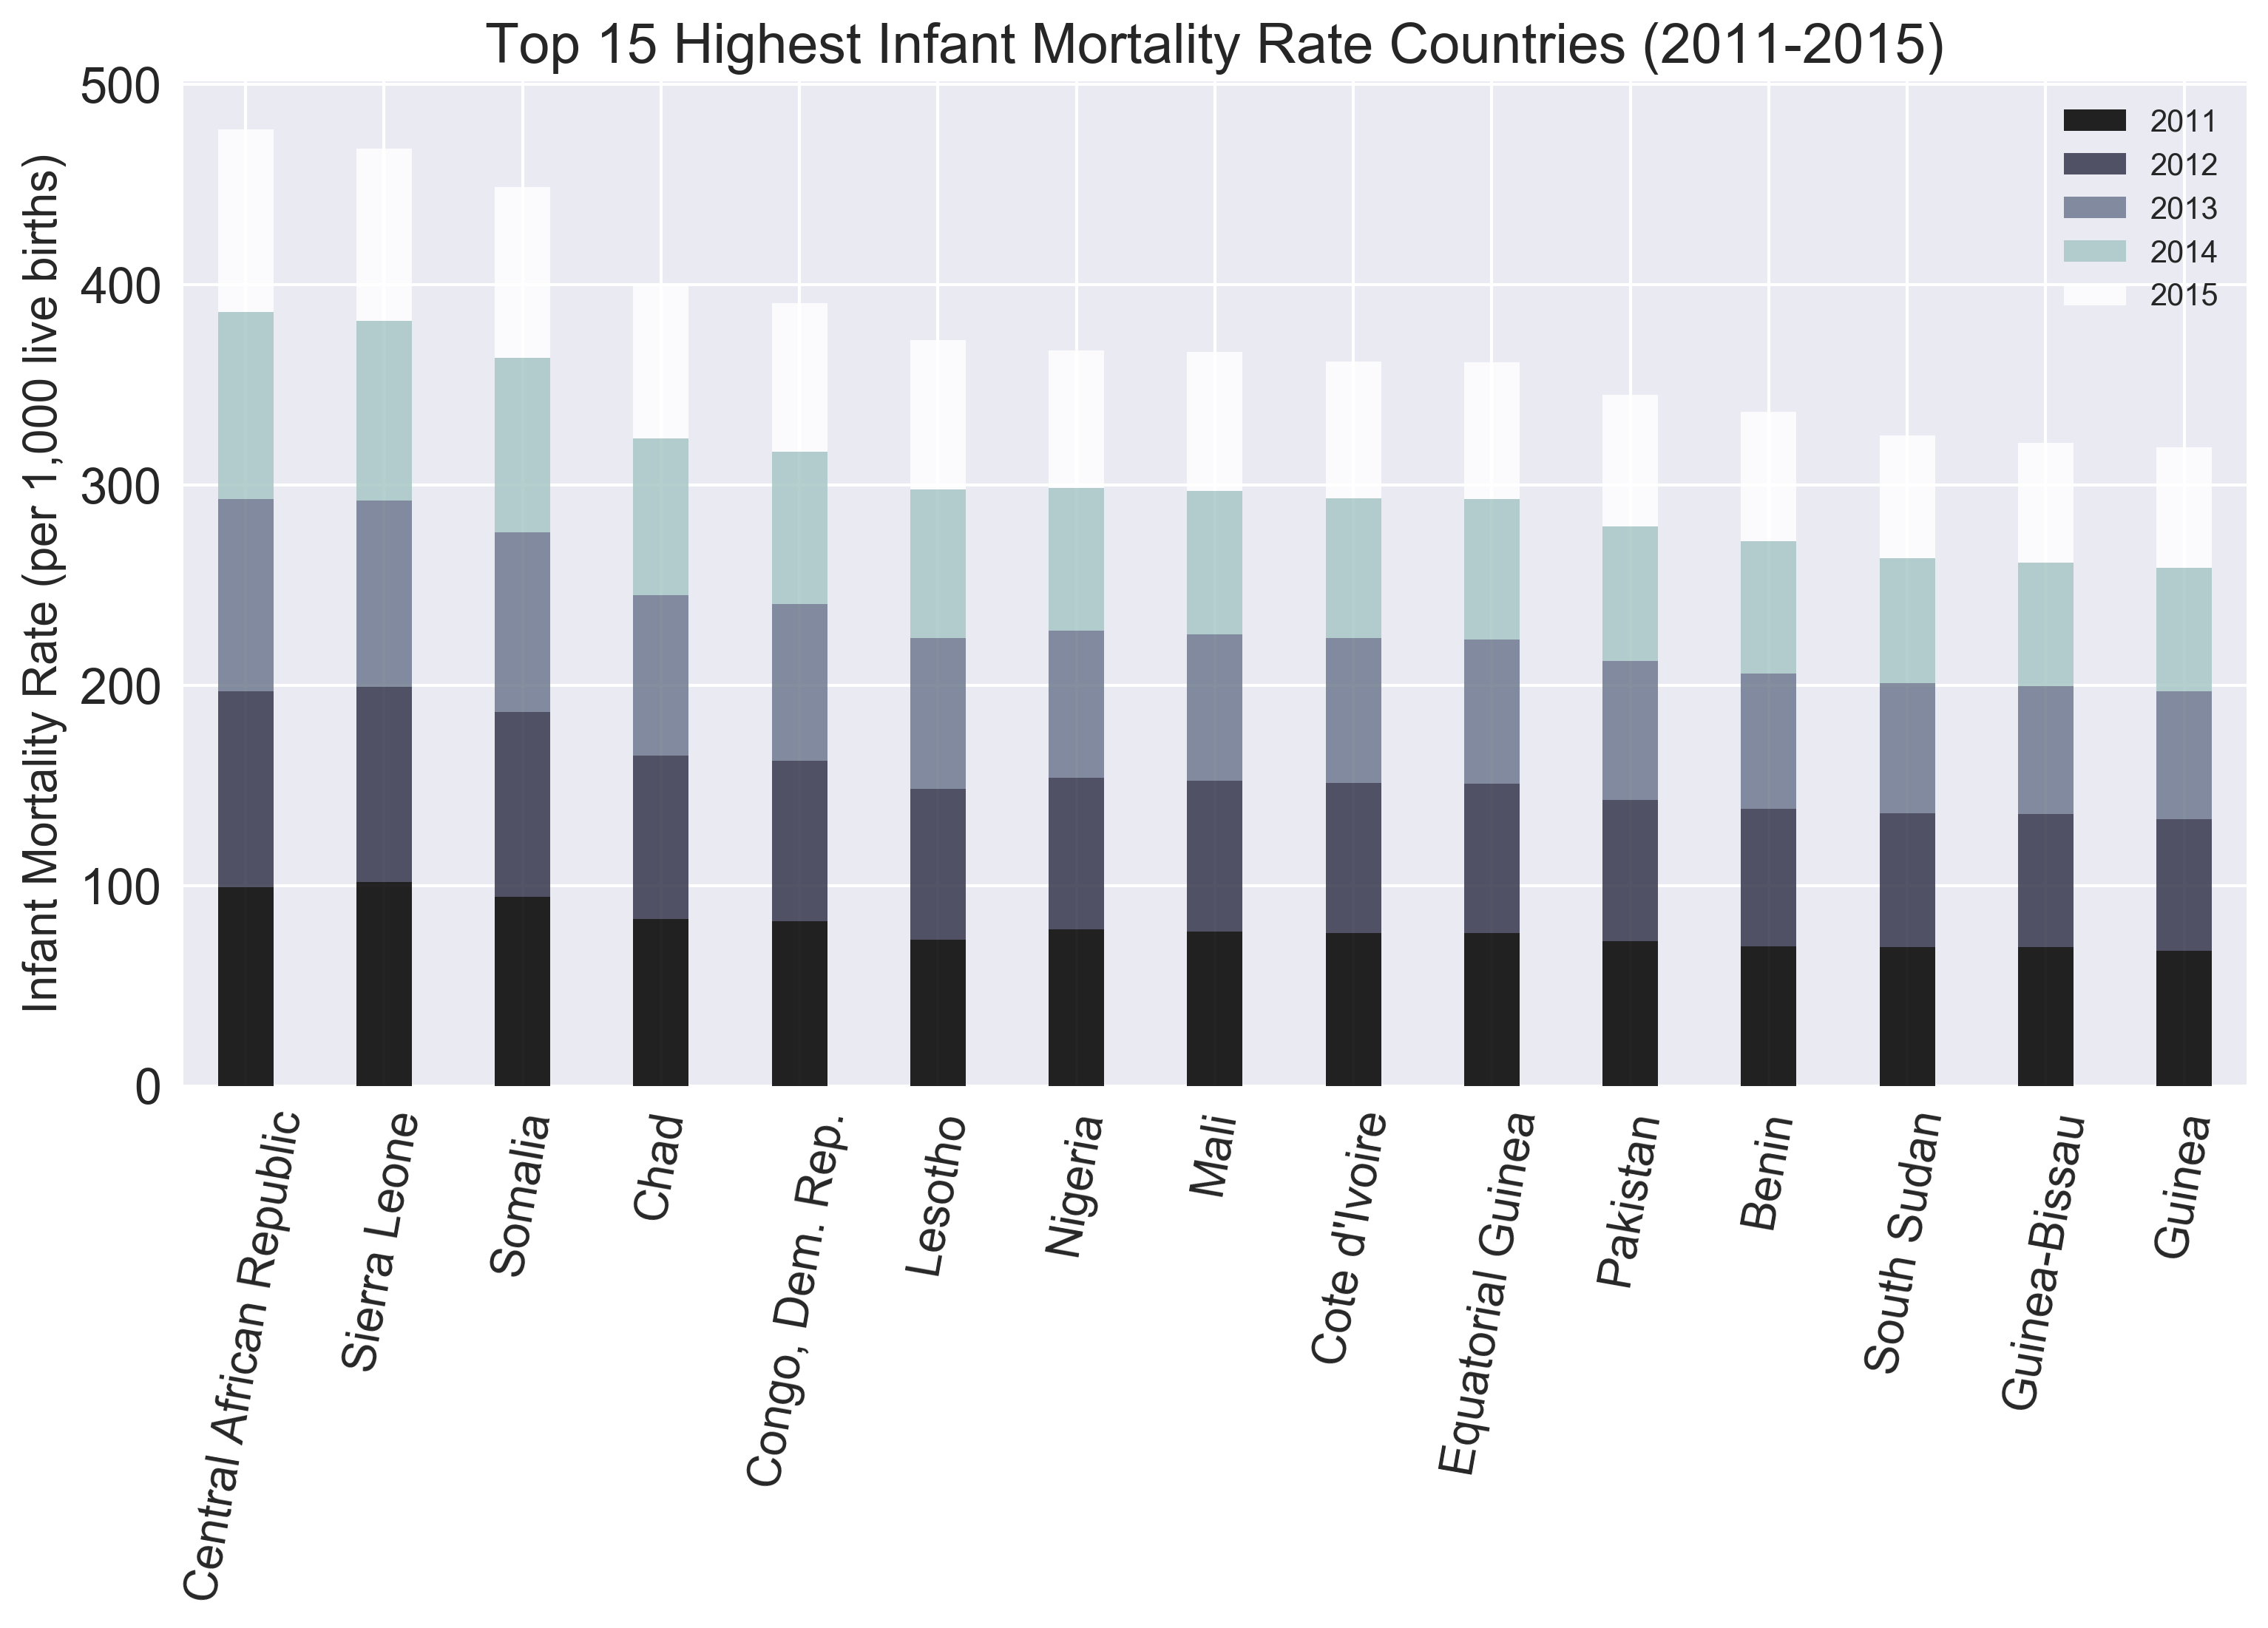 Top 15 Highest Infant Mortality Rate Countries (2011-2015)
Infant Mortality Rate (per 1,000 live births)
500
400
300
200
100
0
2011
2012
2013
2014
2015
Central African Republic
Sierra Leone
Somalia
Chad
Congo, Dem. Rep.
Lesotho
Nigeria
Mali
Cote d'Ivoire
Equatorial Guinea
Pakistan
Benin
South Sudan
Guinea-Bissau
Guinea